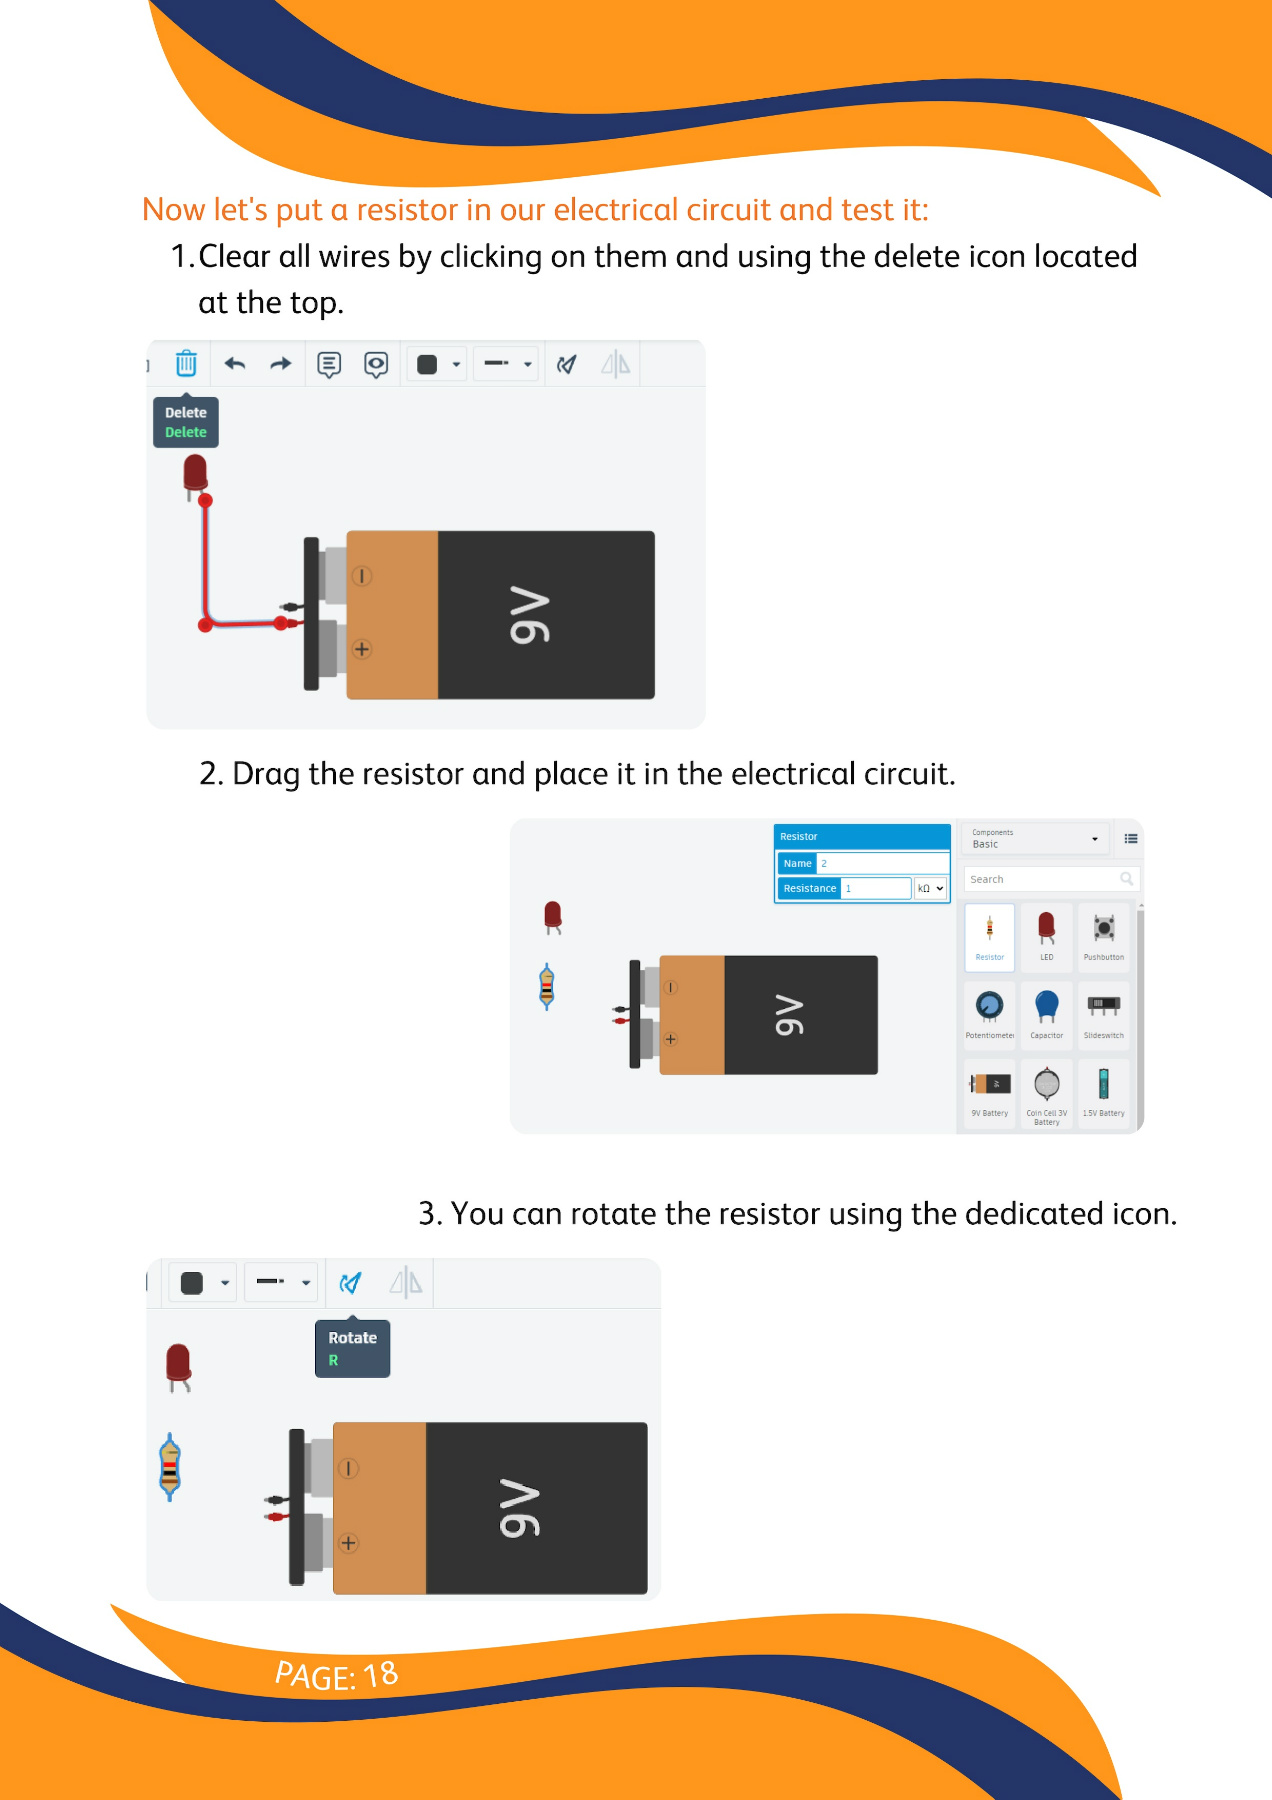 Now let's put a resistor in our electrical circuit and test it:
1. Clear all wires by clicking on them and using the delete icon located
at the top.
Delete
Delete
9V
2. Drag the resistor and place it in the electrical circuit.
Resistor
Name 2
Resistance 1 kΩ
Components
Basic
Search
Resistor LED Pushbutton
Potentiometer Capacitor Slideswitch
9V
9V Battery Coin Cell 3V
Battery 1.5V Battery
3. You can rotate the resistor using the dedicated icon.
Rotate
R
9V
PAGE: 18